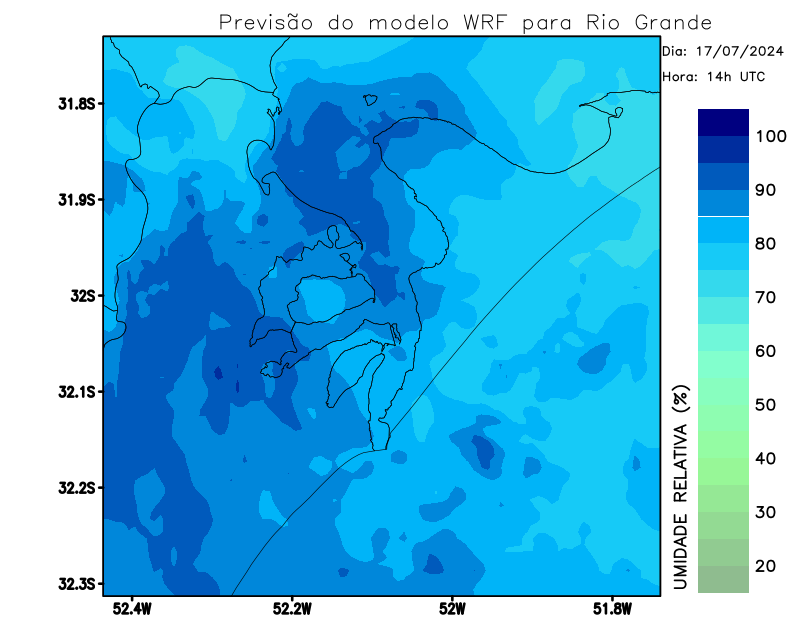 Previsão do modelo WRF para Rio Grande
Dia: 17/07/2024
Hora: 14h UTC
31.8S
31.9S
32S
32.1S
32.2S
32.3S
52.4W
52.2W
52W
51.8W
UMIDADE RELATIVA (%)
100
90
80
70
60
50
40
30
20